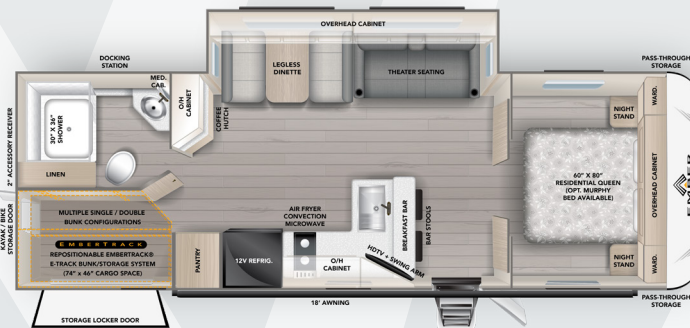 OVERHEAD CABINET
DOCKING
STATION
PASS-THROUGH
STORAGE
MED.
CAB.
O/H
CABINET
COFFEE
HUTCH
LEGLESS
DINETTE
THEATER SEATING
2" ACCESSORY RECEIVER
30" X 36"
SHOWER
LINEN
NIGHT
STAND
WARD.
60" X 80"
RESIDENTIAL QUEEN
(OPT. MURPHY
BED AVAILABLE)
OVERHEAD CABINET
KAYAK / BIKE
STORAGE DOOR
MULTIPLE SINGLE / DOUBLE
BUNK CONFIGURATIONS
EMBERTRACK
REPOSITIONABLE EMBERTRACK®
E-TRACK BUNK/STORAGE SYSTEM
(74" x 46" CARGO SPACE)
PANTRY
12V REFRIG.
AIR FRYER
CONVECTION
MICROWAVE
O/H
CABINET
BREAKFAST BAR
BAR STOOLS
HDTV + SWING ARM
NIGHT
STAND
WARD.
18' AWNING
STORAGE LOCKER DOOR
PASS-THROUGH
STORAGE